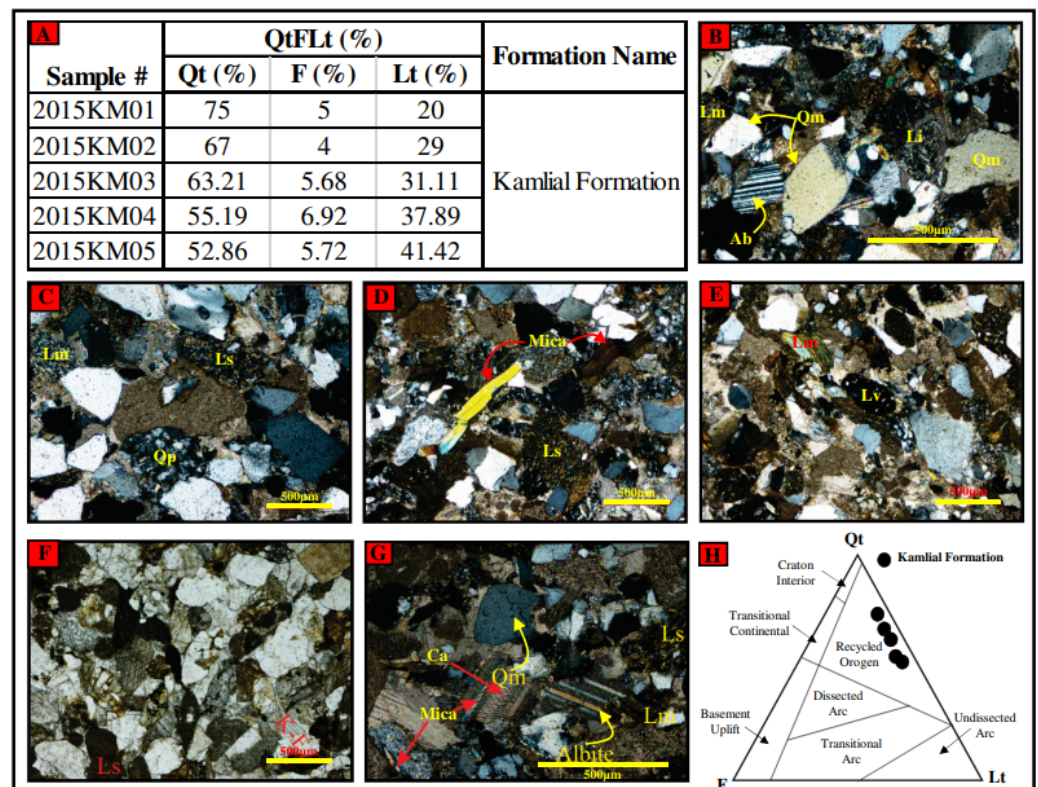 A
QtFLt (%)
Formation Name
Sample # Qt (%) F (%) Lt (%)
2015KM01 75 5 20
2015KM02 67 4 29
2015KM03 63.21 5.68 31.11 Kamlial Formation
2015KM04 55.19 6.92 37.89
2015KM05 52.86 5.72 41.42
B
Lm
Qm
Li
Qm
Ab
500µm
C
Lm
Ls
Qp
500µm
D
Mica
Ls
500µm
E
Lm
Lv
500µm
F
K-F
500µm
Ls
G
Ls
Ca
Qm
Mica
Lm
Albite
500µm
H
Qt
Kamlial Formation
Craton
Interior
Transitional
Continental
Recycled
Orogen
Dissected
Arc
Basement
Uplift
Undissected
Arc
Transitional
Arc
F
Lt